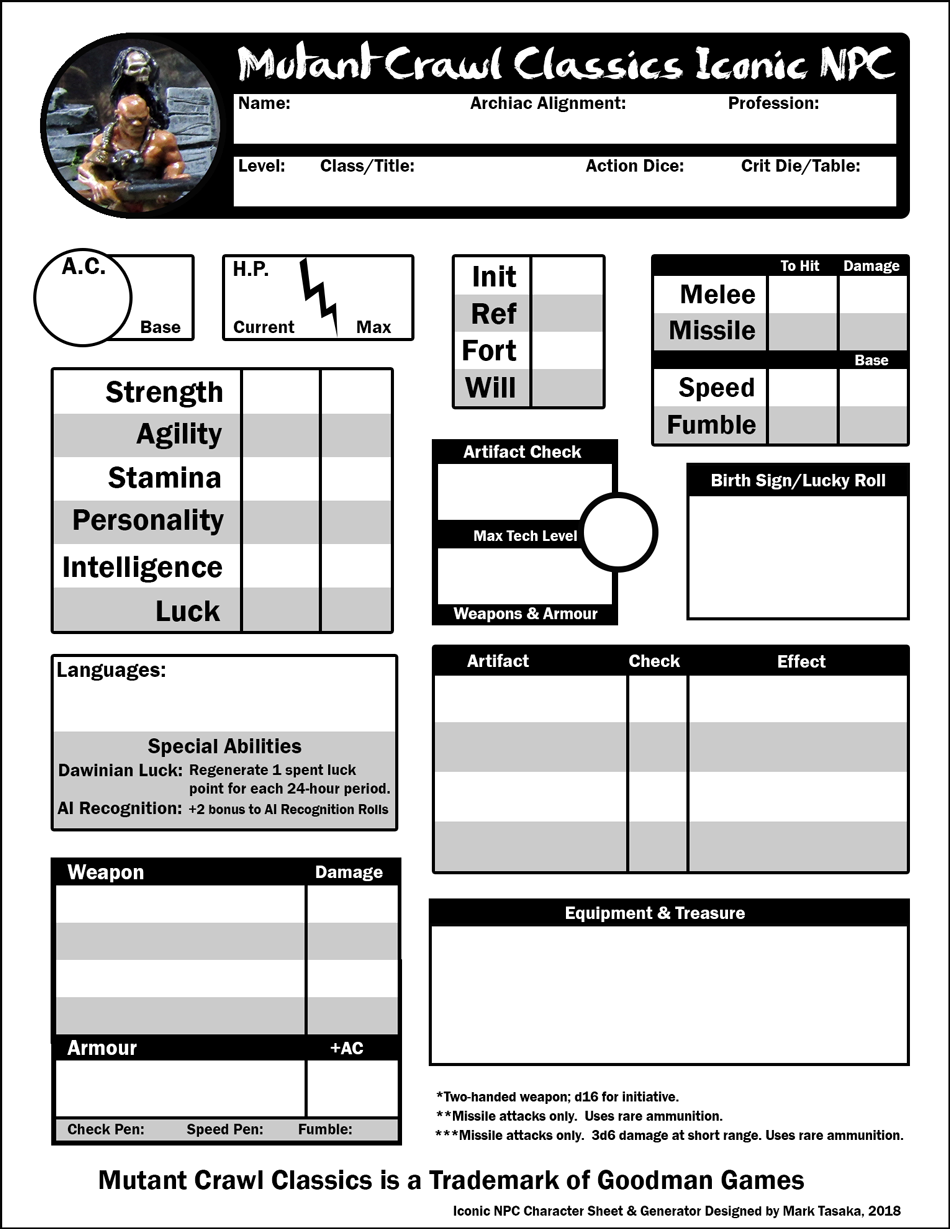 Mutant Crawl Classics Iconic NPC
Name: Archiac Alignment: Profession:
Level: Class/Title: Action Dice: Crit Die/Table:
A.C.
Base
H.P.
Current Max
Init
Ref
Fort
Will
To Hit Damage
Melee
Missile
Base
Speed
Fumble
Strength
Agility
Stamina
Personality
Intelligence
Luck
Artifact Check
Max Tech Level
Weapons & Armour
Birth Sign/Lucky Roll
Languages:
Special Abilities
Dawinian Luck: Regenerate 1 spent luck
point for each 24-hour period.
AI Recognition: +2 bonus to AI Recognition Rolls
Artifact Check Effect
Weapon Damage
Armour +AC
Check Pen: Speed Pen: Fumble:
Equipment & Treasure
*Two-handed weapon; d16 for initiative.
**Missile attacks only. Uses rare ammunition.
***Missile attacks only. 3d6 damage at short range. Uses rare ammunition.
Mutant Crawl Classics is a Trademark of Goodman Games
Iconic NPC Character Sheet & Generator Designed by Mark Tasaka, 2018